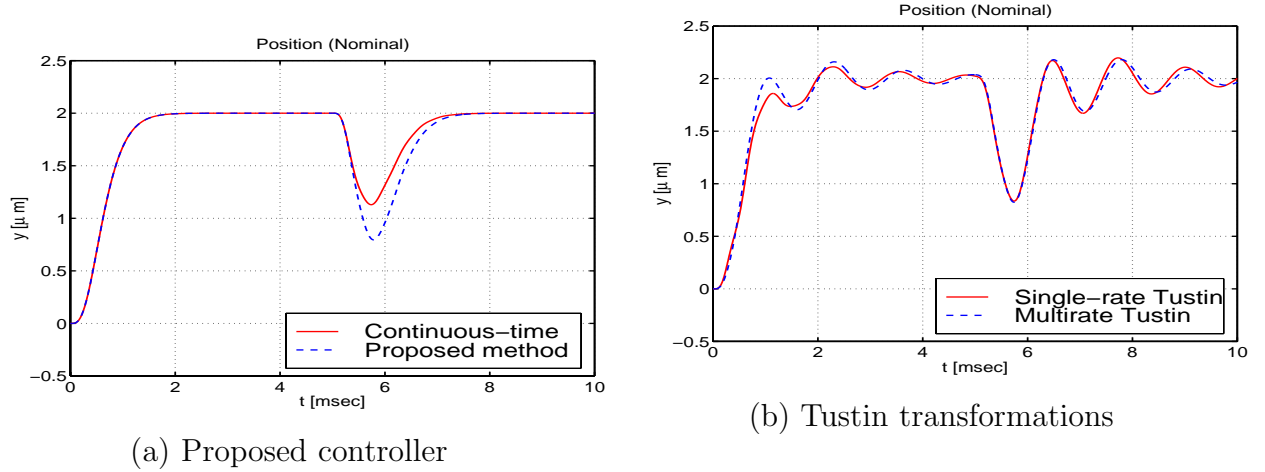 Position (Nominal)
2.5
2
1.5
1
0.5
0
−0.5
0
2
4
6
8
10
y [μ m]
t [msec]
Continuous−time
Proposed method
(a) Proposed controller
Position (Nominal)
2.5
2
1.5
1
0.5
0
−0.5
0
2
4
6
8
10
y [μ m]
t [msec]
Single−rate Tustin
Multirate Tustin
(b) Tustin transformations